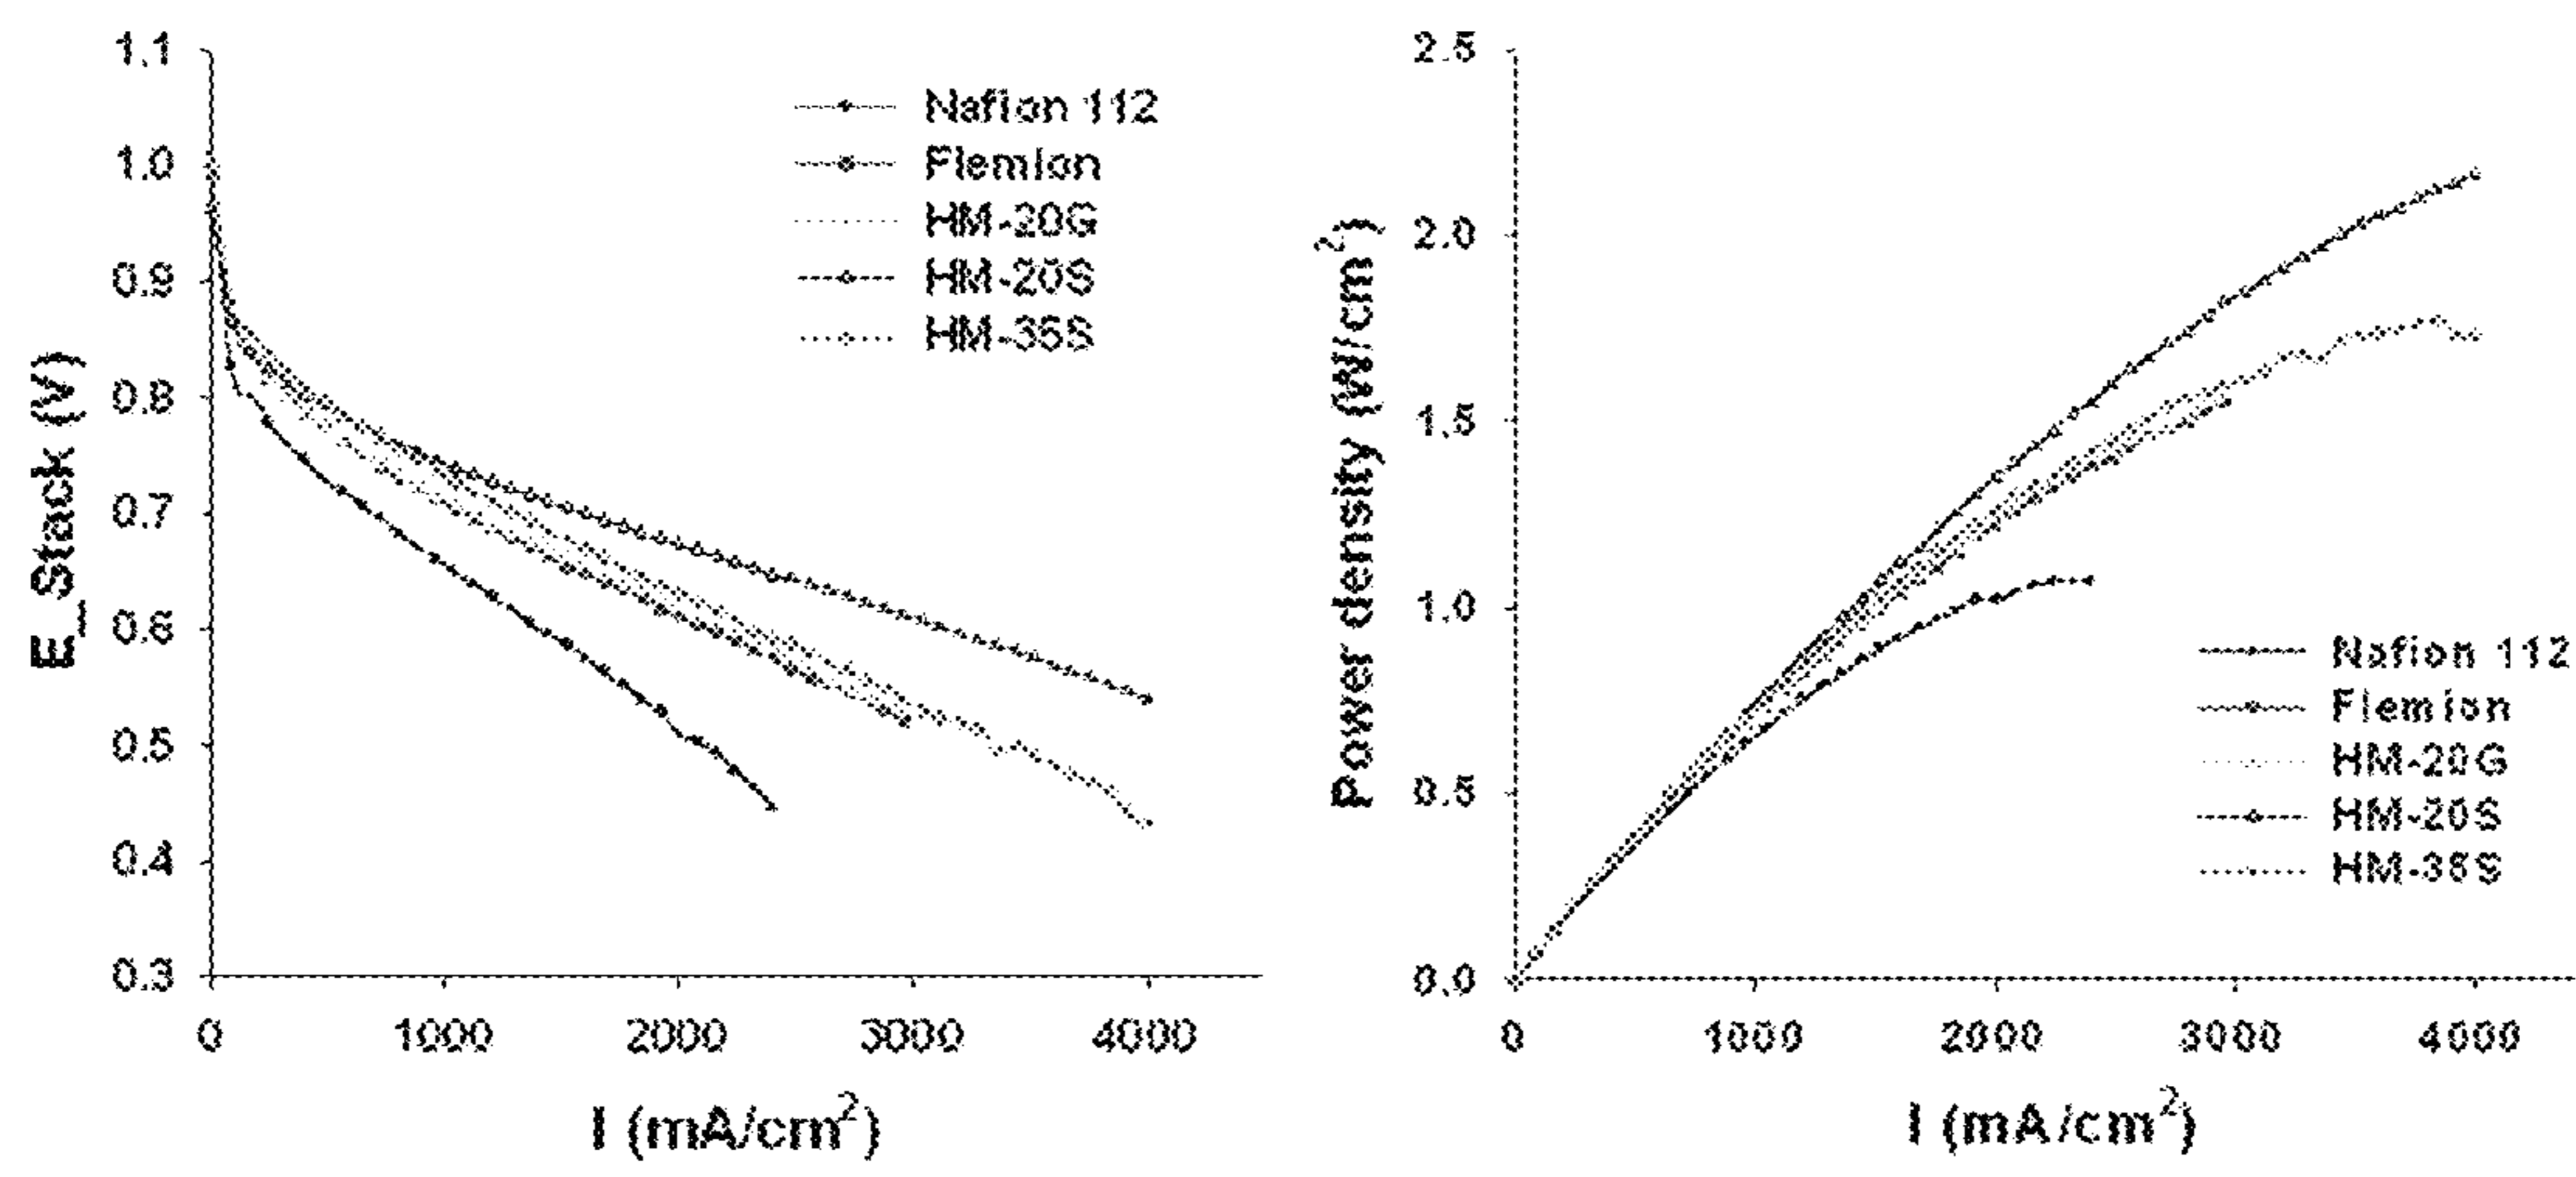 1.1
1.0
0.9
0.8
0.7
0.6
0.5
0.4
0.3
E_Stack (V)
0 1000 2000 3000 4000
I (mA/cm²)
Nafion 112
Flemion
HM-20G
HM-20S
HM-35S
2.5
2.0
1.5
1.0
0.5
0.0
Power density (W/cm²)
0 1000 2000 3000 4000
I (mA/cm²)
Nafion 112
Flemion
HM-20G
HM-20S
HM-35S